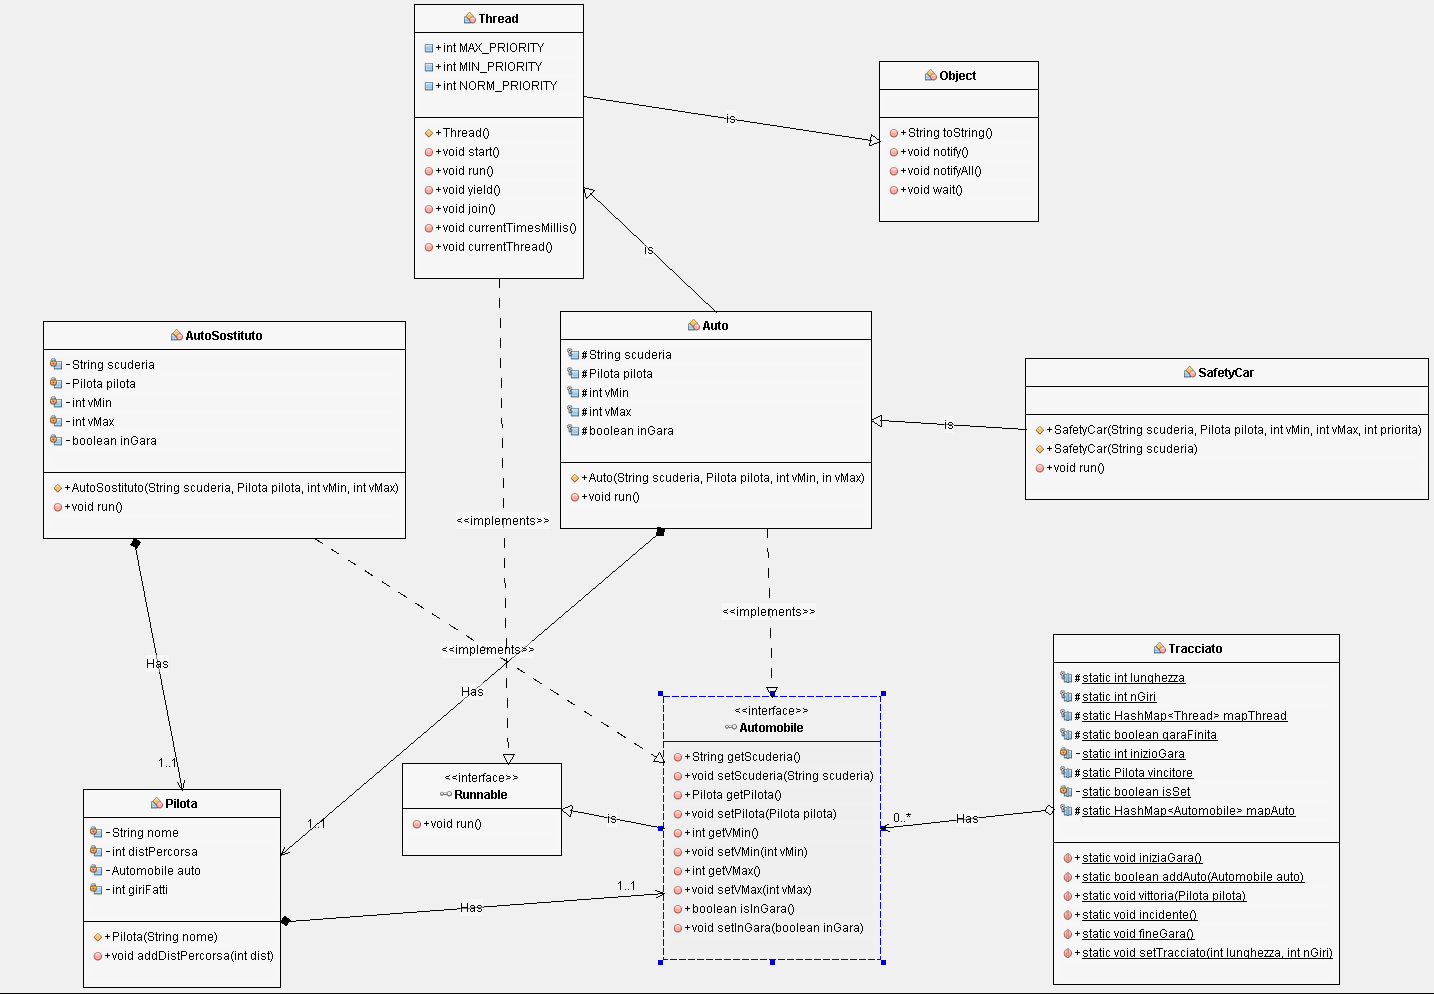 Thread
+int MAX_PRIORITY
+int MIN_PRIORITY
+int NORM_PRIORITY
+Thread()
+void start()
+void run()
+void yield()
+void join()
+void currentTimesMillis()
+void currentThread()
Object
+String toString()
+void notify()
+void notifyAll()
+void wait()
is
is
AutoSostituto
-String scuderia
-Pilota pilota
-int vMin
-int vMax
-boolean inGara
+AutoSostituto(String scuderia, Pilota pilota, int vMin, int vMax)
+void run()
Auto
#String scuderia
#Pilota pilota
#int vMin
#int vMax
#boolean inGara
+Auto(String scuderia, Pilota pilota, int vMin, in vMax)
+void run()
is
SafetyCar
+SafetyCar(String scuderia, Pilota pilota, int vMin, int vMax, int priorita)
+SafetyCar(String scuderia)
+void run()
<<implements>>
<<implements>>
<<implements>>
Has
1..1
Has
1..1
Pilota
-String nome
-int distPercorsa
-Automobile auto
-int giriFatti
+Pilota(String nome)
+void addDistPercorsa(int dist)
<<interface>>
Runnable
+void run()
is
Has
1..1
<<interface>>
Automobile
+String getScuderia()
+void setScuderia(String scuderia)
+Pilota getPilota()
+void setPilota(Pilota pilota)
+int getVMin()
+void setVMin(int vMin)
+int getVMax()
+void setVMax(int vMax)
+boolean isInGara()
+void setInGara(boolean inGara)
0..*
Has
Tracciato
#static int lunghezza
#static int nGiri
#static HashMap<Thread> mapThread
#static boolean garaFinita
-static int inizioGara
#static Pilota vincitore
-static boolean isSet
#static HashMap<Automobile> mapAuto
+static void iniziaGara()
+static boolean addAuto(Automobile auto)
+static void vittoria(Pilota pilota)
+static void incidente()
+static void fineGara()
+static void setTracciato(int lunghezza, int nGiri)